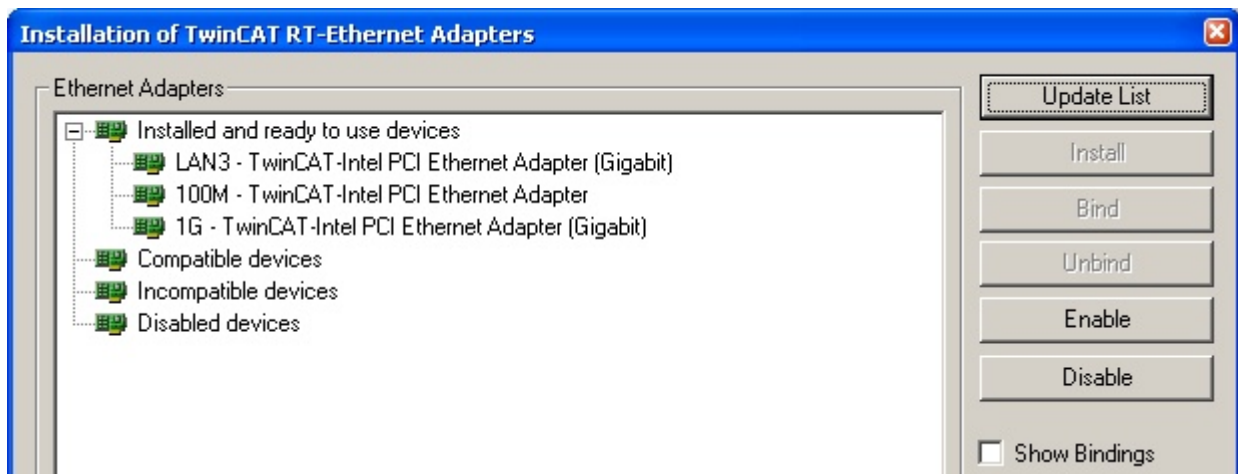 Installation of TwinCAT RT-Ethernet Adapters
Ethernet Adapters
Installed and ready to use devices
LAN3 - TwinCAT-Intel PCI Ethernet Adapter (Gigabit)
100M - TwinCAT-Intel PCI Ethernet Adapter
1G - TwinCAT-Intel PCI Ethernet Adapter (Gigabit)
Compatible devices
Incompatible devices
Disabled devices
Update List
Install
Bind
Unbind
Enable
Disable
Show Bindings